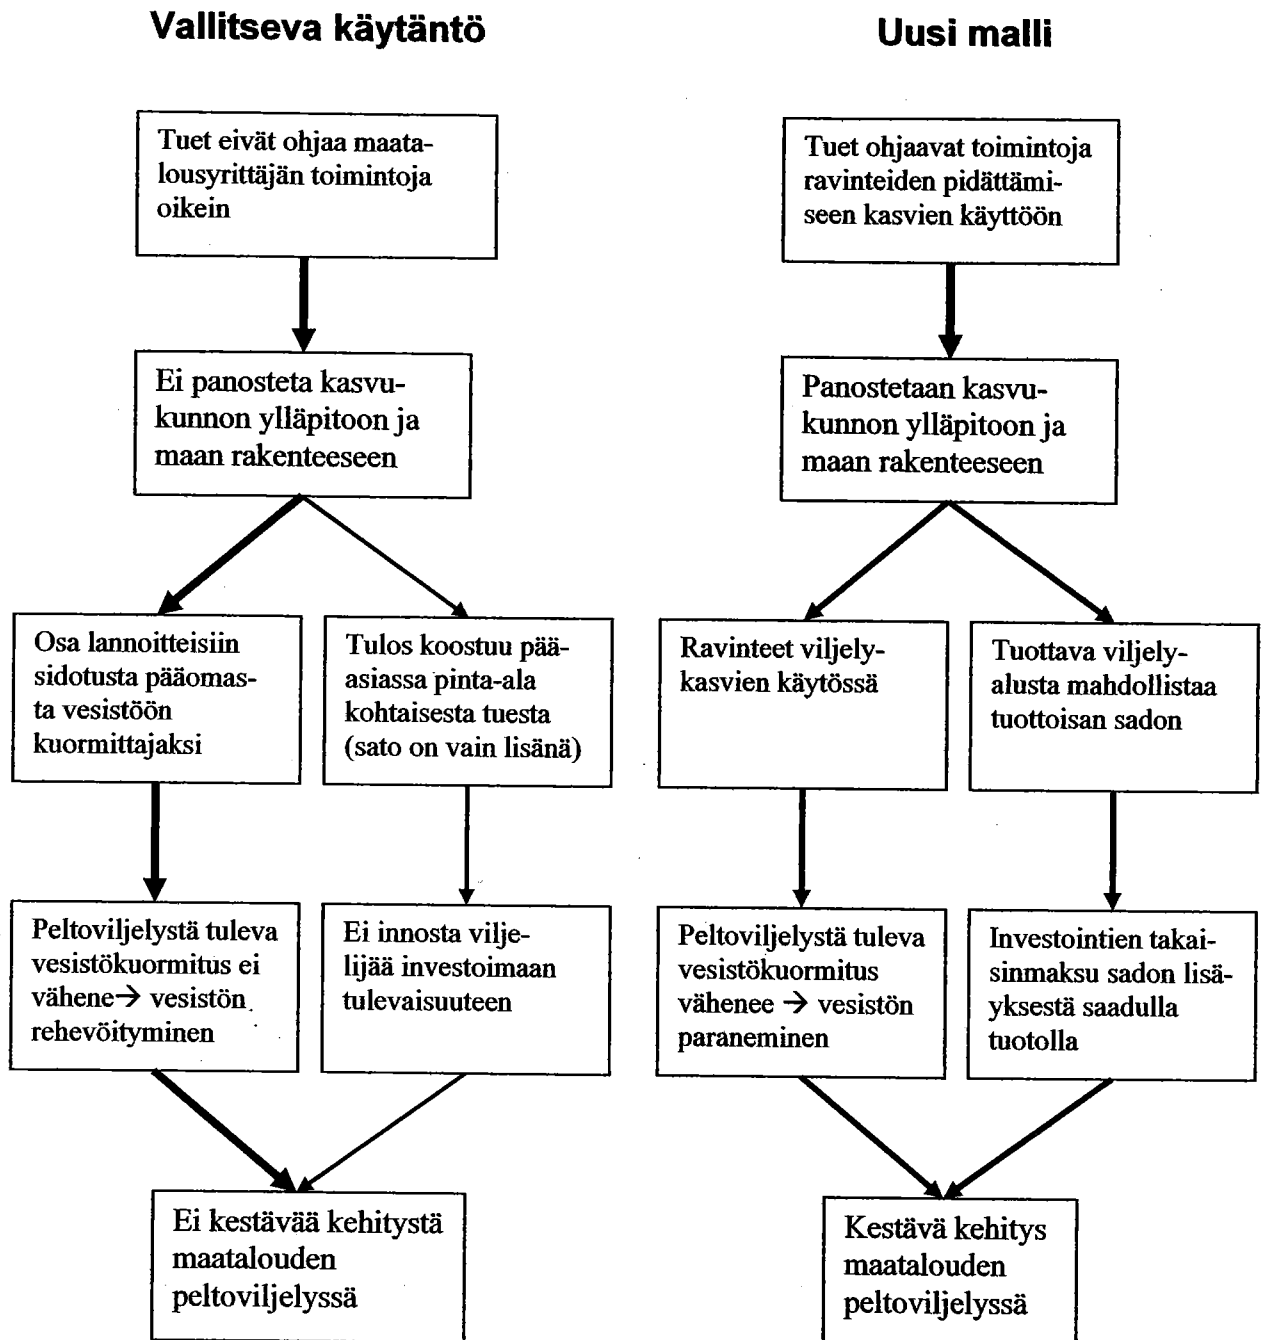 Vallitseva käytäntö
Tuet eivät ohjaa maata-
lousyrittäjän toimintoja
oikein
Ei panosteta kasvu-
kunnon ylläpitoon ja
maan rakenteeseen
Osa lannoitteisiin
sidotusta pääomas-
ta vesistöön
kuormittajaksi
Tulos koostuu pää-
asiassa pinta-ala
kohtaisesta tuesta
(sato on vain lisänä)
Peltoviljelystä tuleva
vesistökuormitus ei
vähene→ vesistön
rehevöityminen
Ei innosta vilje-
lijää investoimaan
tulevaisuuteen
Ei kestävää kehitystä
maatalouden
peltoviljelyssä
Uusi malli
Tuet ohjaavat toimintoja
ravinteiden pidättämi-
seen kasvien käyttöön
Panostetaan kasvu-
kunnon ylläpitoon ja
maan rakenteeseen
Ravinteet viljely-
kasvien käytössä
Tuottava viljely-
alusta mahdollistaa
tuottoisan sadon
Peltoviljelystä tuleva
vesistökuormitus
vähenee → vesistön
paraneminen
Investointien takai-
sinmaksu sadon lisä-
yksestä saadulla
tuotolla
Kestävä kehitys
maatalouden
peltoviljelyssä